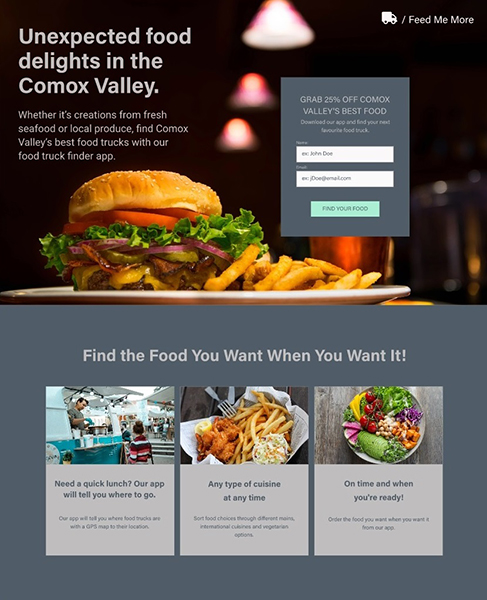 / Feed Me More
Unexpected food
delights in the
Comox Valley.
Whether it's creations from fresh
seafood or local produce, find Comox
Valley's best food trucks with our
food truck finder app.
GRAB 25% OFF COMOX
VALLEY'S BEST FOOD
Download our app and find your next
favourite food truck.
Name:
ex: John Doe
Email:
ex: jDoe@email.com
FIND YOUR FOOD
Find the Food You Want When You Want It!
Need a quick lunch? Our app
will tell you where to go.
Our app will tell you where food trucks are
with a GPS map to their location.
Any type of cuisine
at any time
Sort food choices through different mains,
international cuisines and vegetarian
options.
On time and when
you're ready!
Order the food you want when you want it
from our app.